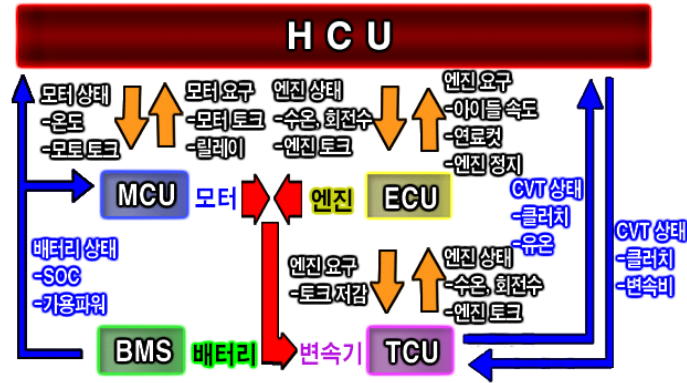 HCU
모터 상태
-온도
-모토 토크
모터 요구
-모터 토크
-릴레이
엔진 상태
-수온, 회전수
-엔진 토크
엔진 요구
-아이들 속도
-연료컷
-엔진 정지
MCU
모터
엔진
ECU
CVT 상태
-클러치
-유온
CVT 상태
-클러치
-변속비
배터리 상태
-SOC
-가용파워
엔진 요구
-토크 저감
엔진 상태
-수온, 회전수
-엔진 토크
BMS
배터리
변속기
TCU